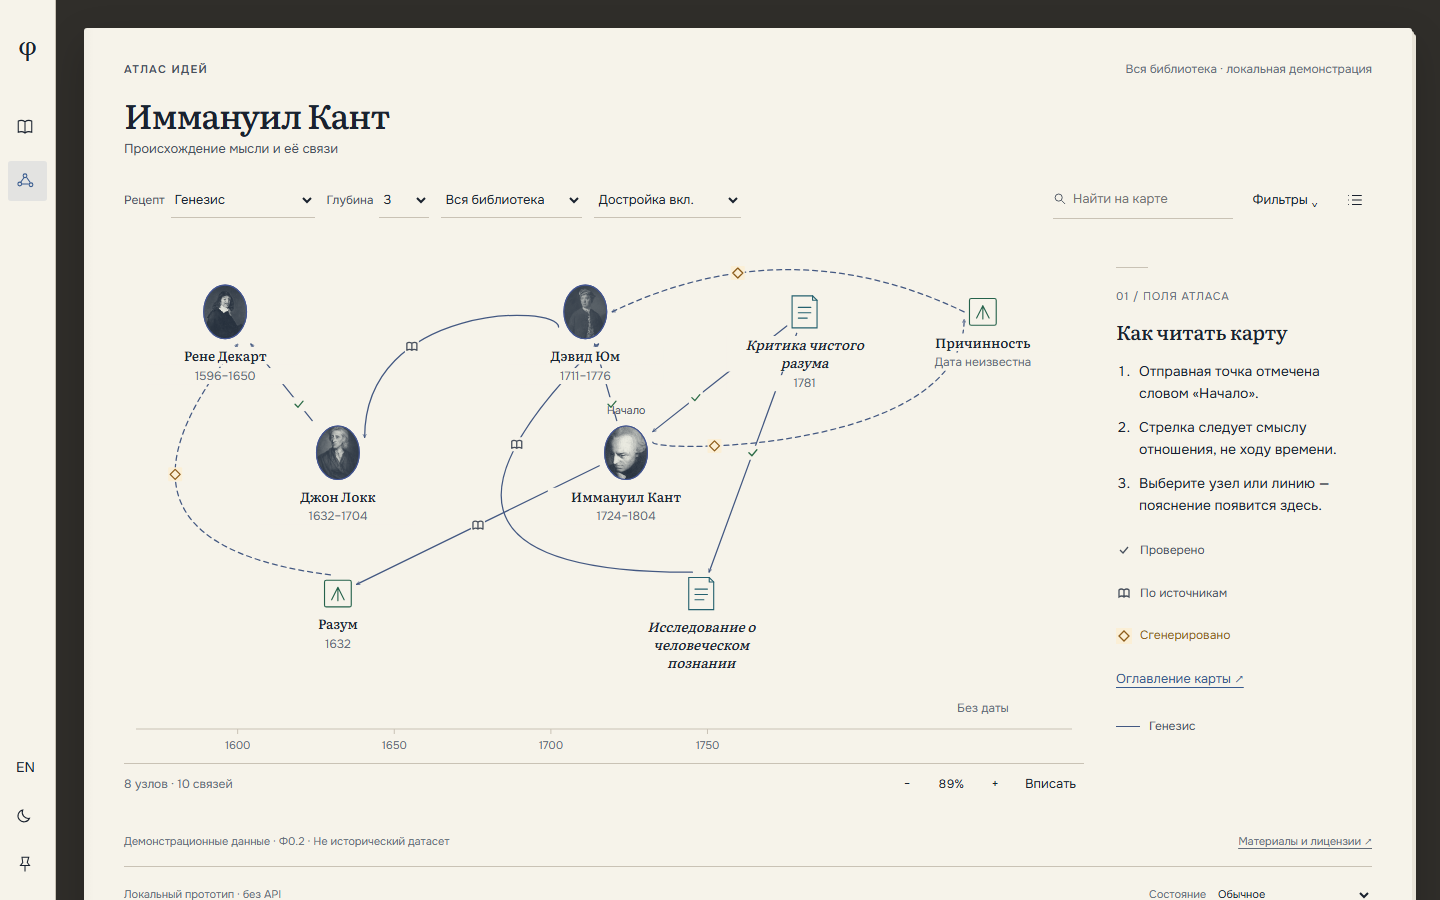 φ
АТЛАС ИДЕЙ
Вся библиотека · локальная демонстрация
Иммануил Кант
Происхождение мысли и её связи
Рецепт Генезис Глубина 3 Вся библиотека Достройка вкл.
Найти на карте Фильтры
Рене Декарт
1596–1650
Дэвид Юм
1711–1776
Критика чистого
разума
1781
Причинность
Дата неизвестна
Начало
Джон Локк
1632–1704
Иммануил Кант
1724–1804
Разум
1632
Исследование о
человеческом
познании
Без даты
1600 1650 1700 1750
8 узлов · 10 связей
− 89% + Вписать
01 / ПОЛЯ АТЛАСА
Как читать карту
1. Отправная точка отмечена
словом «Начало».
2. Стрелка следует смыслу
отношения, не ходу времени.
3. Выберите узел или линию —
пояснение появится здесь.
Проверено
По источникам
Сгенерировано
Оглавление карты ↗
Генезис
EN
Демонстрационные данные · Ф0.2 · Не исторический датасет
Материалы и лицензии ↗
Локальный прототип · без API
Состояние Обычное